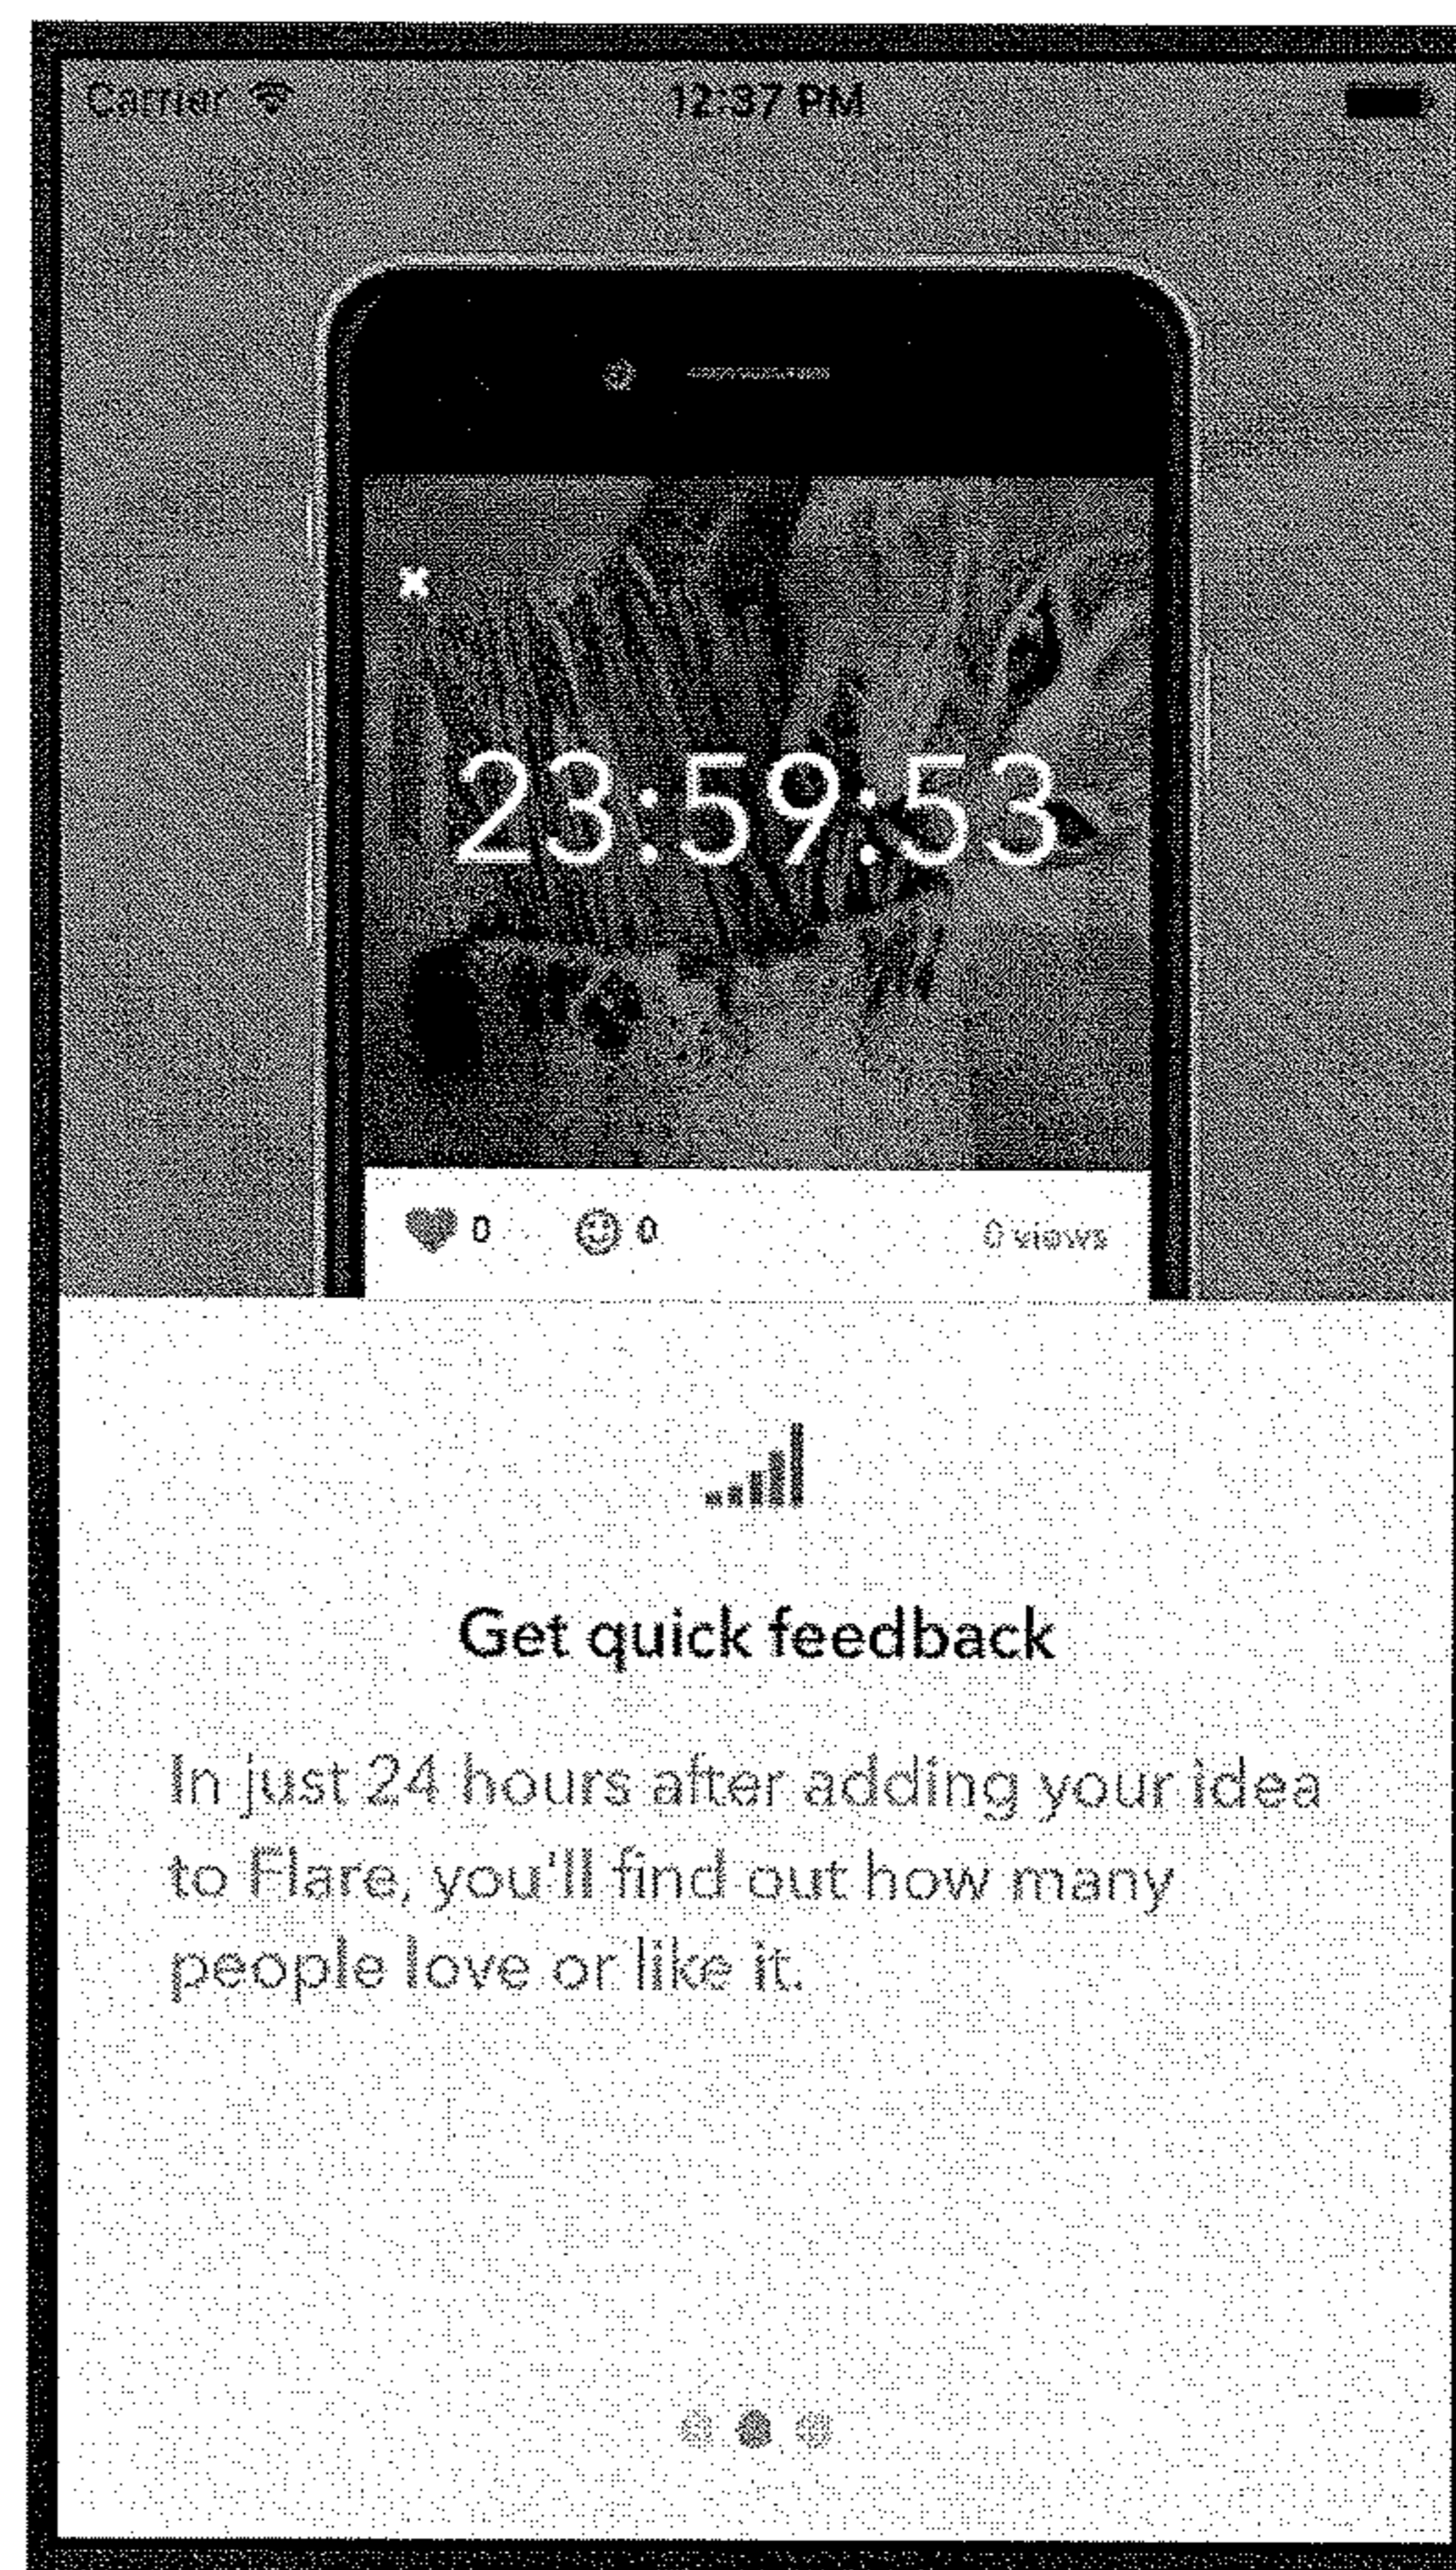 Carrier 12:37 PM
23:59:53
0 0 0 views
Get quick feedback
In just 24 hours after adding your idea
to Flare, you'll find out how many
people love or like it.